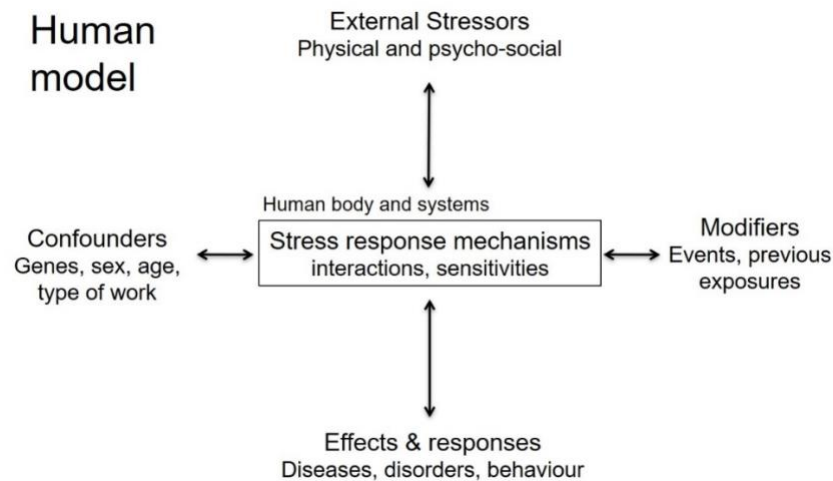 Human
model
External Stressors
Physical and psycho-social
Human body and systems
Stress response mechanisms
interactions, sensitivities
Confounders
Genes, sex, age,
type of work
Modifiers
Events, previous
exposures
Effects & responses
Diseases, disorders, behaviour